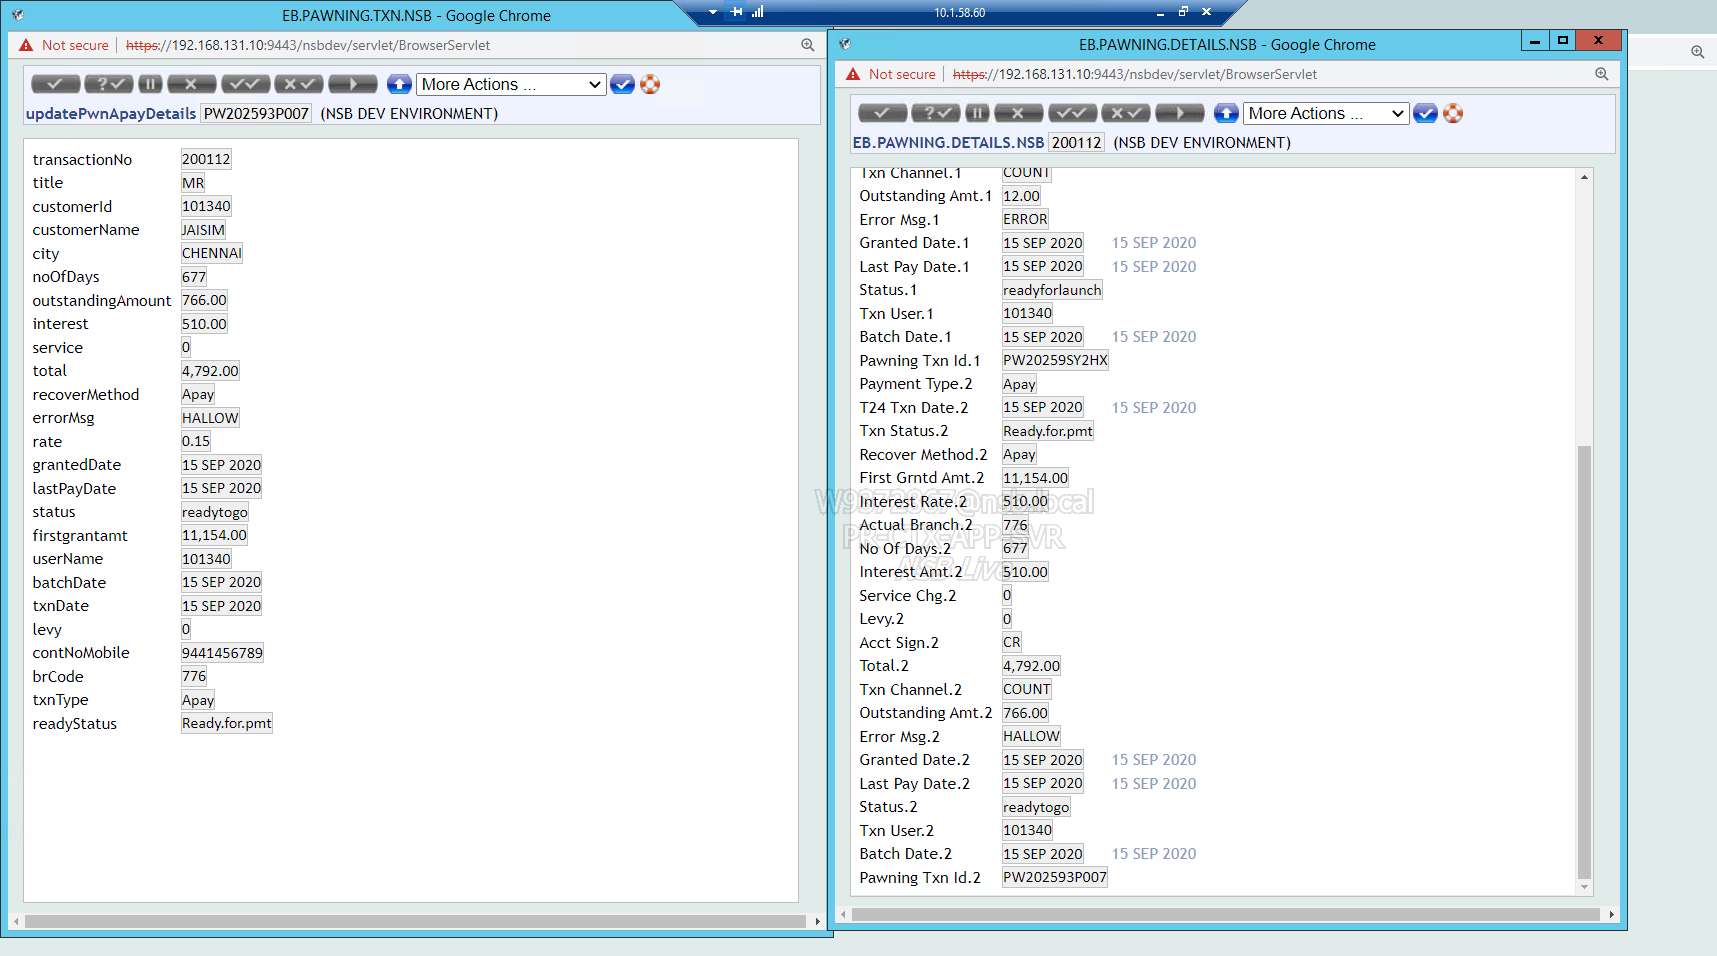 EB.PAWNING.TXN.NSB - Google Chrome
10.1.58.60
Not secure https://192.168.131.10:9443/nsbdev/servlet/BrowserServlet
More Actions ...
updatePwnApayDetails PW202593P007 (NSB DEV ENVIRONMENT)
transactionNo 200112
title MR
customerId 101340
customerName JAISIM
city CHENNAI
noOfDays 677
outstandingAmount 766.00
interest 510.00
service 0
total 4,792.00
recoverMethod Apay
errorMsg HALLOW
rate 0.15
grantedDate 15 SEP 2020
lastPayDate 15 SEP 2020
status readytogo
firstgrantamt 11,154.00
userName 101340
batchDate 15 SEP 2020
txnDate 15 SEP 2020
levy 0
contNoMobile 9441456789
brCode 776
txnType Apay
readyStatus Ready.for.pmt
EB.PAWNING.DETAILS.NSB - Google Chrome
Not secure https://192.168.131.10:9443/nsbdev/servlet/BrowserServlet
More Actions ...
EB.PAWNING.DETAILS.NSB 200112 (NSB DEV ENVIRONMENT)
Txn Channel.1 COUNT
Outstanding Amt.1 12.00
Error Msg.1 ERROR
Granted Date.1 15 SEP 2020 15 SEP 2020
Last Pay Date.1 15 SEP 2020 15 SEP 2020
Status.1 readyforlaunch
Txn User.1 101340
Batch Date.1 15 SEP 2020 15 SEP 2020
Pawning Txn Id.1 PW20259SY2HX
Payment Type.2 Apay
T24 Txn Date.2 15 SEP 2020 15 SEP 2020
Txn Status.2 Ready.for.pmt
Recover Method.2 Apay
First Grntd Amt.2 11,154.00
Interest Rate.2 510.00
Actual Branch.2 776
No Of Days.2 677
Interest Amt.2 510.00
Service Chg.2 0
Levy.2 0
Acct Sign.2 CR
Total.2 4,792.00
Txn Channel.2 COUNT
Outstanding Amt.2 766.00
Error Msg.2 HALLOW
Granted Date.2 15 SEP 2020 15 SEP 2020
Last Pay Date.2 15 SEP 2020 15 SEP 2020
Status.2 readytogo
Txn User.2 101340
Batch Date.2 15 SEP 2020 15 SEP 2020
Pawning Txn Id.2 PW202593P007
PR-CTX-APP-SVR
NSB Live